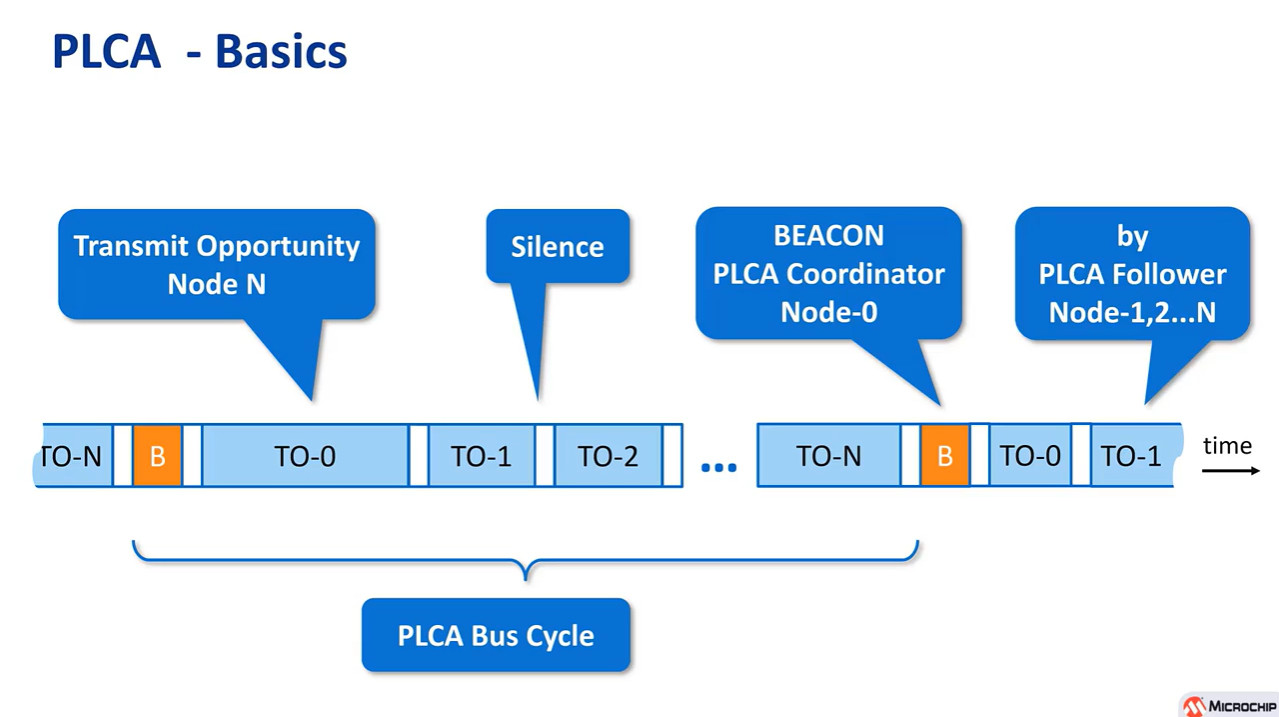 PLCA - Basics
Transmit Opportunity
Node N
Silence
BEACON
PLCA Coordinator
Node-0
by
PLCA Follower
Node-1,2...N
TO-N B TO-0 TO-1 TO-2 ... TO-N B TO-0 TO-1 time
PLCA Bus Cycle
MICROCHIP